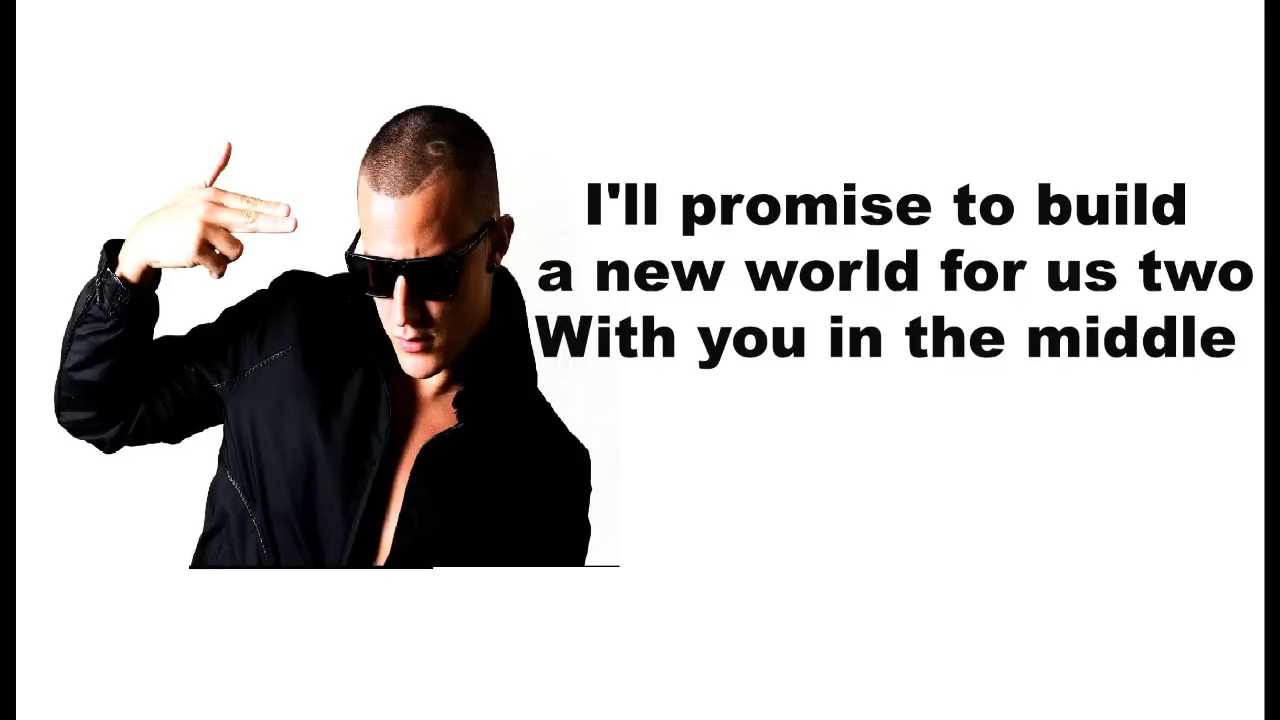 I'll promise to build
a new world for us two
With you in the middle